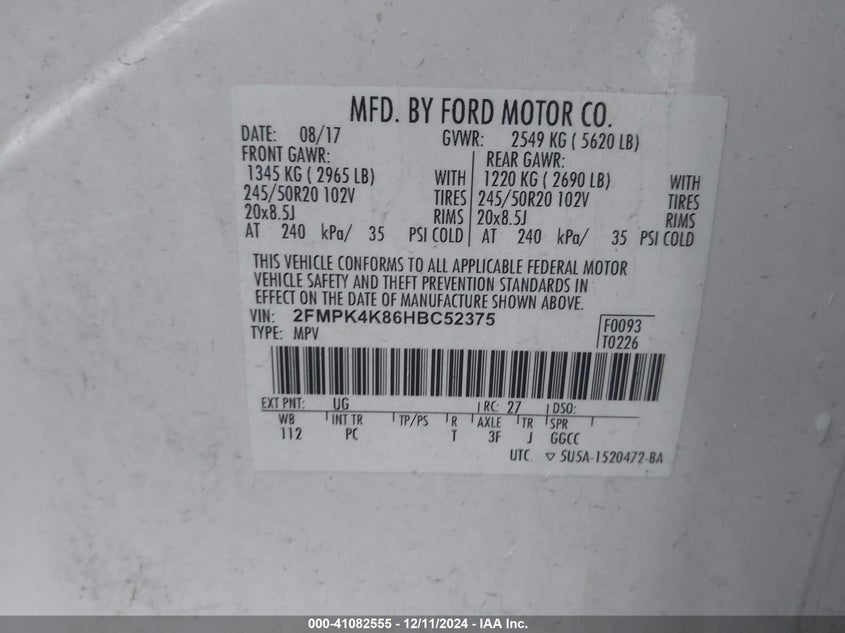 MFD. BY FORD MOTOR CO.
DATE: 08/17 GVWR: 2549 KG ( 5620 LB)
FRONT GAWR: REAR GAWR:
1345 KG ( 2965 LB) WITH 1220 KG ( 2690 LB) WITH
245/50R20 102V TIRES 245/50R20 102V TIRES
20x8.5J RIMS 20x8.5J RIMS
AT 240 kPa/ 35 PSI COLD AT 240 kPa/ 35 PSI COLD
THIS VEHICLE CONFORMS TO ALL APPLICABLE FEDERAL MOTOR
VEHICLE SAFETY AND THEFT PREVENTION STANDARDS IN
EFFECT ON THE DATE OF MANUFACTURE SHOWN ABOVE.
VIN: 2FMPK4K86HBC52375 F0093
TYPE: MPV T0226
EXT PNT: UG RC: 27 DSO:
WB INT TR TP/PS R AXLE TR SPR
112 PC T 3F J GGCC
UTC ▽ 5U5A-1520472-BA
000-41082555 - 12/11/2024 - IAA Inc.